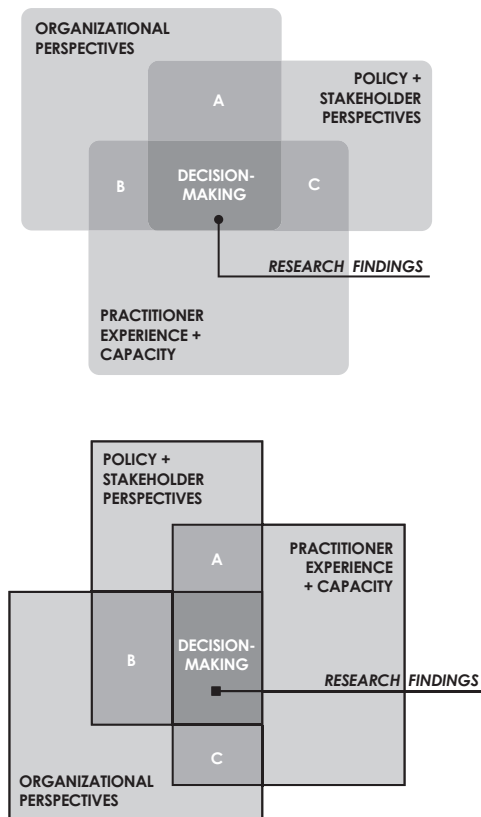 ORGANIZATIONAL
PERSPECTIVES
POLICY +
STAKEHOLDER
PERSPECTIVES
A
B
DECISION-
MAKING
C
RESEARCH FINDINGS
PRACTITIONER
EXPERIENCE +
CAPACITY
POLICY +
STAKEHOLDER
PERSPECTIVES
A
PRACTITIONER
EXPERIENCE
+ CAPACITY
B
DECISION-
MAKING
RESEARCH FINDINGS
C
ORGANIZATIONAL
PERSPECTIVES